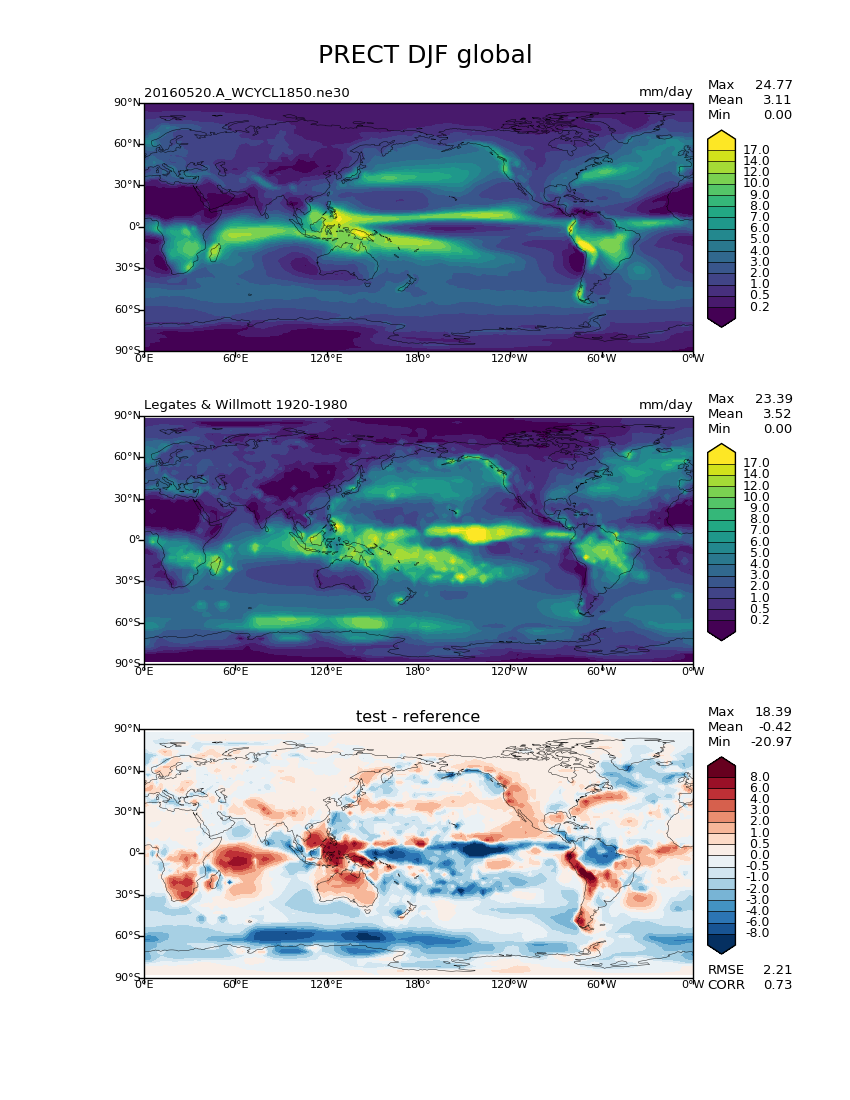 PRECT DJF global
20160520.A_WCYCL1850.ne30 mm/day
Max 24.77
Mean 3.11
Min 0.00
90°N
60°N
30°N
0°
30°S
60°S
90°S
0°E 60°E 120°E 180° 120°W 60°W 0°W
17.0
14.0
12.0
10.0
9.0
8.0
7.0
6.0
5.0
4.0
3.0
2.0
1.0
0.5
0.2
Legates & Willmott 1920-1980 mm/day
Max 23.39
Mean 3.52
Min 0.00
90°N
60°N
30°N
0°
30°S
60°S
90°S
0°E 60°E 120°E 180° 120°W 60°W 0°W
17.0
14.0
12.0
10.0
9.0
8.0
7.0
6.0
5.0
4.0
3.0
2.0
1.0
0.5
0.2
test - reference
Max 18.39
Mean -0.42
Min -20.97
90°N
60°N
30°N
0°
30°S
60°S
90°S
0°E 60°E 120°E 180° 120°W 60°W 0°W
8.0
6.0
4.0
3.0
2.0
1.0
0.5
0.0
-0.5
-1.0
-2.0
-3.0
-4.0
-6.0
-8.0
RMSE 2.21
CORR 0.73